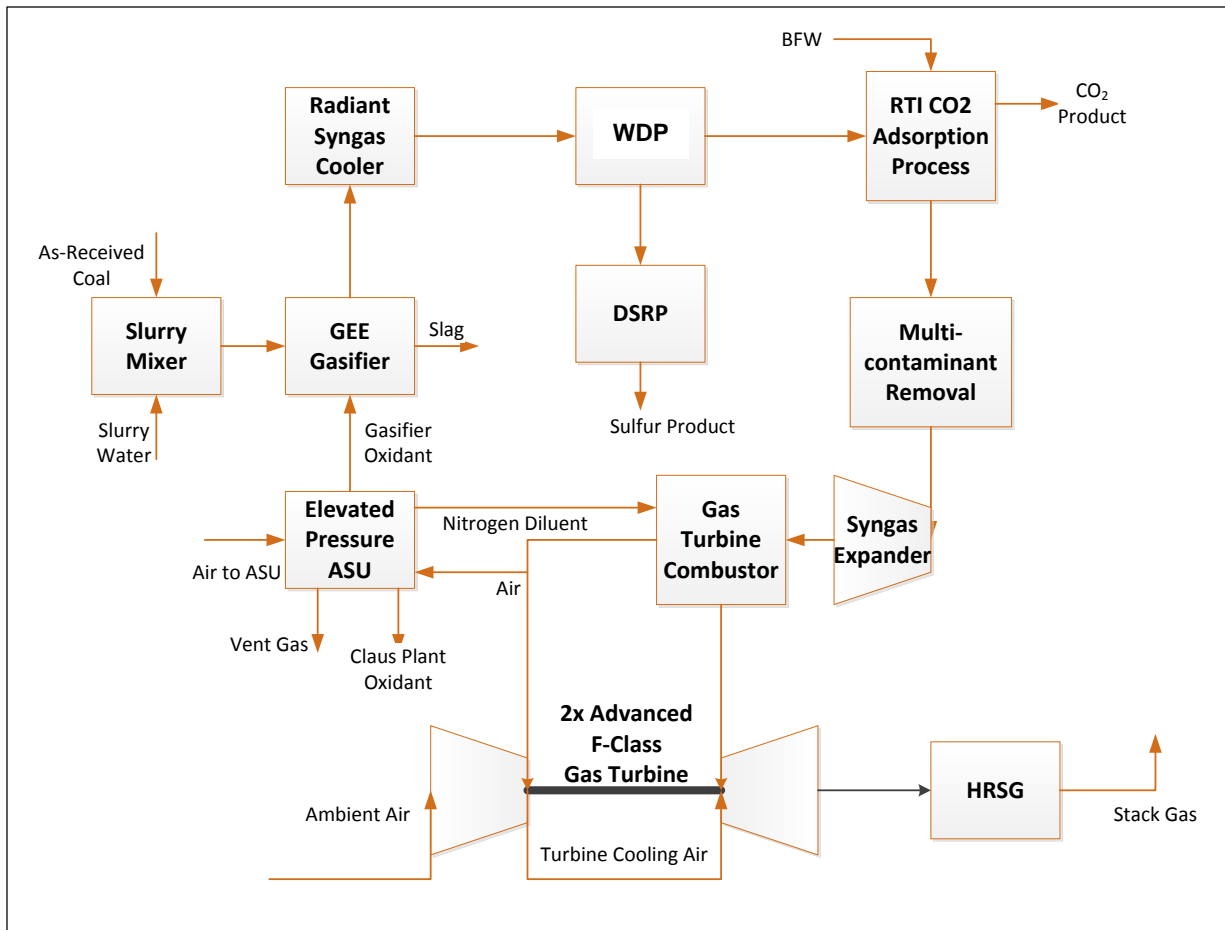 BFW
RTI CO2
Adsorption
Process
CO₂
Product
Radiant
Syngas
Cooler
WDP
As-Received
Coal
Slurry
Mixer
GEE
Gasifier
Slag
DSRP
Multi-
contaminant
Removal
Slurry
Water
Gasifier
Oxidant
Sulfur Product
Elevated
Pressure
ASU
Nitrogen Diluent
Gas
Turbine
Combustor
Syngas
Expander
Air to ASU
Air
Vent Gas
Claus Plant
Oxidant
2x Advanced
F-Class
Gas Turbine
Ambient Air
HRSG
Stack Gas
Turbine Cooling Air